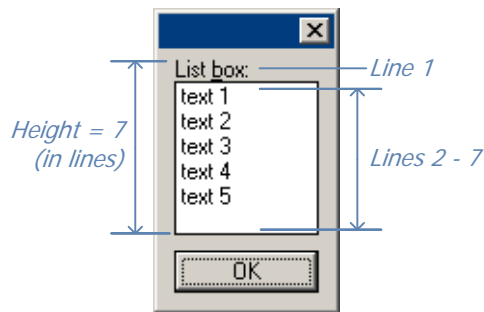 List box:
Line 1
text 1
text 2
text 3
text 4
text 5
Height = 7
(in lines)
Lines 2 - 7
OK